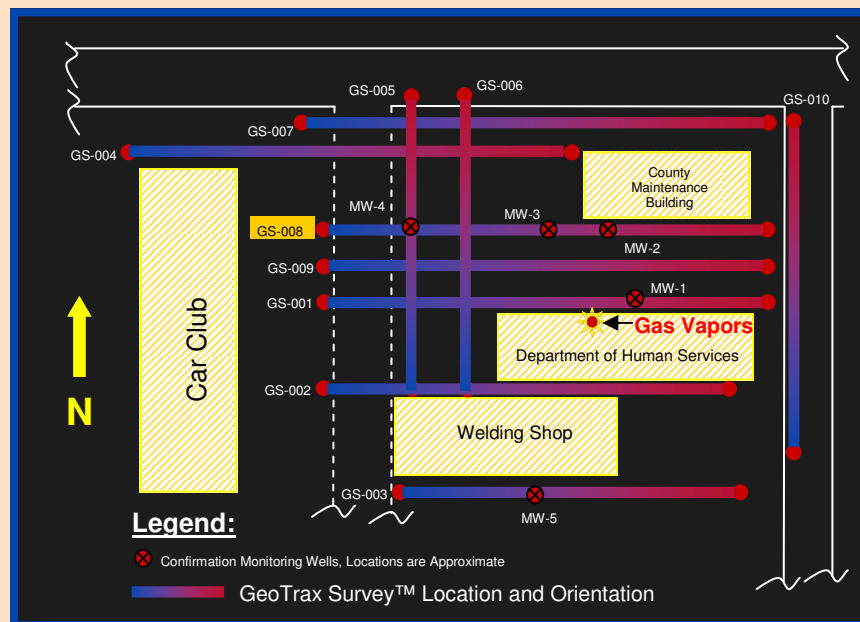 GS-005
GS-006
GS-010
GS-007
GS-004
County
Maintenance
Building
MW-4
MW-3
GS-008
MW-2
GS-009
MW-1
GS-001
Gas Vapors
Car Club
Department of Human Services
N
GS-002
Welding Shop
GS-003
MW-5
Legend:
Confirmation Monitoring Wells, Locations are Approximate
GeoTrax Survey™ Location and Orientation